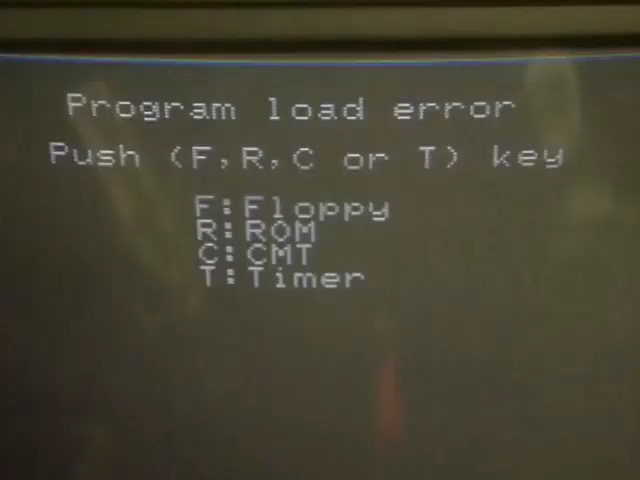 Program load error
Push (F,R,C or T) key
F:Floppy
R:ROM
C:CMT
T:Timer